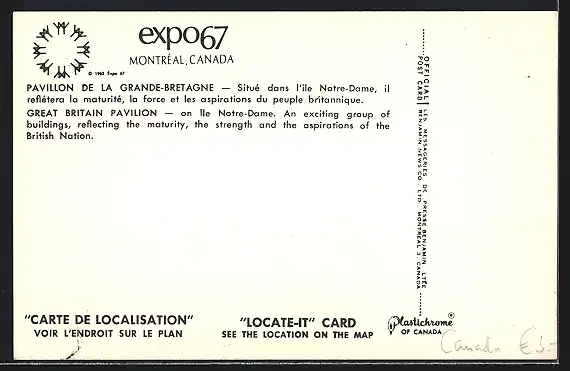 expo67
MONTRÉAL, CANADA
© 1963 Expo 67
PAVILLON DE LA GRANDE-BRETAGNE — Situé dans l'île Notre-Dame, il
reflétera la maturité, la force et les aspirations du peuple britannique.
GREAT BRITAIN PAVILION — on Ile Notre-Dame. An exciting group of
buildings, reflecting the maturity, the strength and the aspirations of the
British Nation.
OFFICIAL POST CARD
LES MESSAGERIES DE PRESSE BENJAMIN LTÉE
BENJAMIN NEWS CO. LTD. MONTREAL 3, CANADA
"CARTE DE LOCALISATION"
VOIR L'ENDROIT SUR LE PLAN
"LOCATE-IT" CARD
SEE THE LOCATION ON THE MAP
Plastichrome®
OF CANADA
Canada